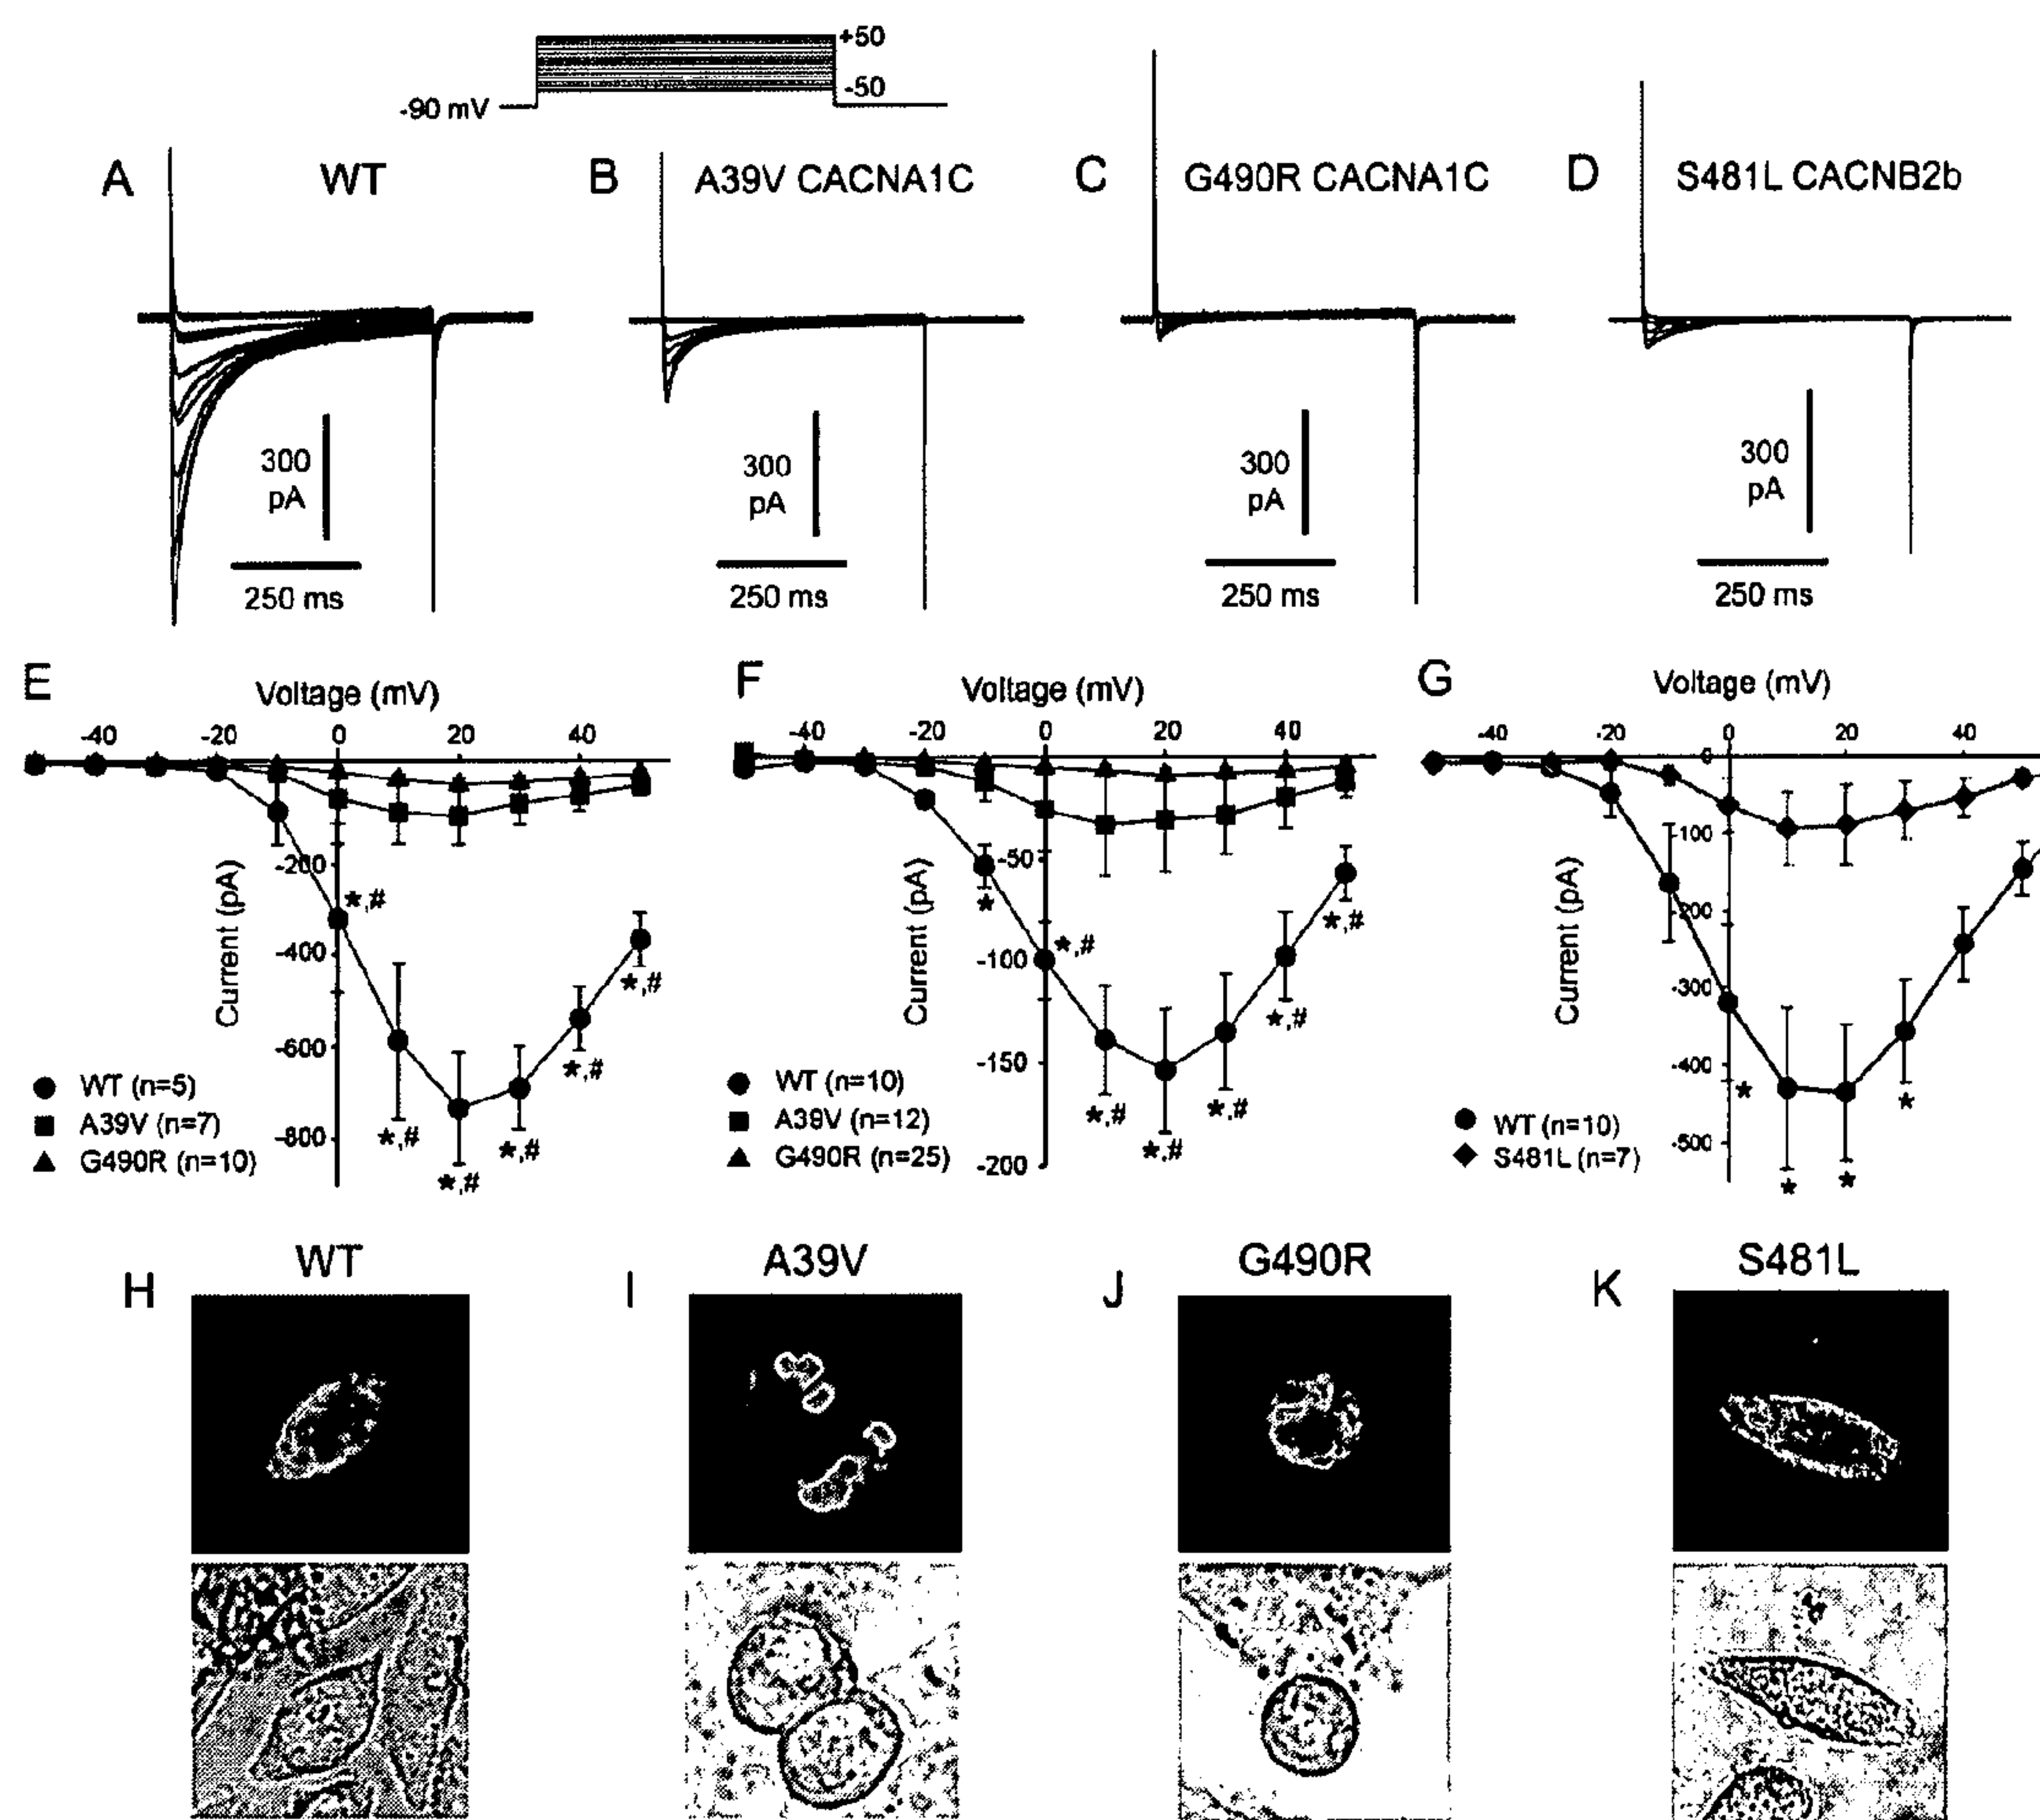 +50
-50
-90 mV
A WT B A39V CACNA1C C G490R CACNA1C D S481L CACNB2b
300 pA 300 pA 300 pA 300 pA
250 ms 250 ms 250 ms 250 ms
E Voltage (mV)
-40 -20 0 20 40
-200
*,#
-400
*,#
-600
*,#
-800 *,# *,#
*,#
Current (pA)
WT (n=5)
A39V (n=7)
G490R (n=10)
F Voltage (mV)
-40 -20 0 20 40
-50
*
*,#
*,#
-100
*,#
-150
*,# *,#
*,#
-200
Current (pA)
WT (n=10)
A39V (n=12)
G490R (n=25)
G Voltage (mV)
-40 -20 0 20 40
0
-100
-200
-300
-400
* *
-500
* *
Current (pA)
WT (n=10)
S481L (n=7)
H WT I A39V J G490R K S481L